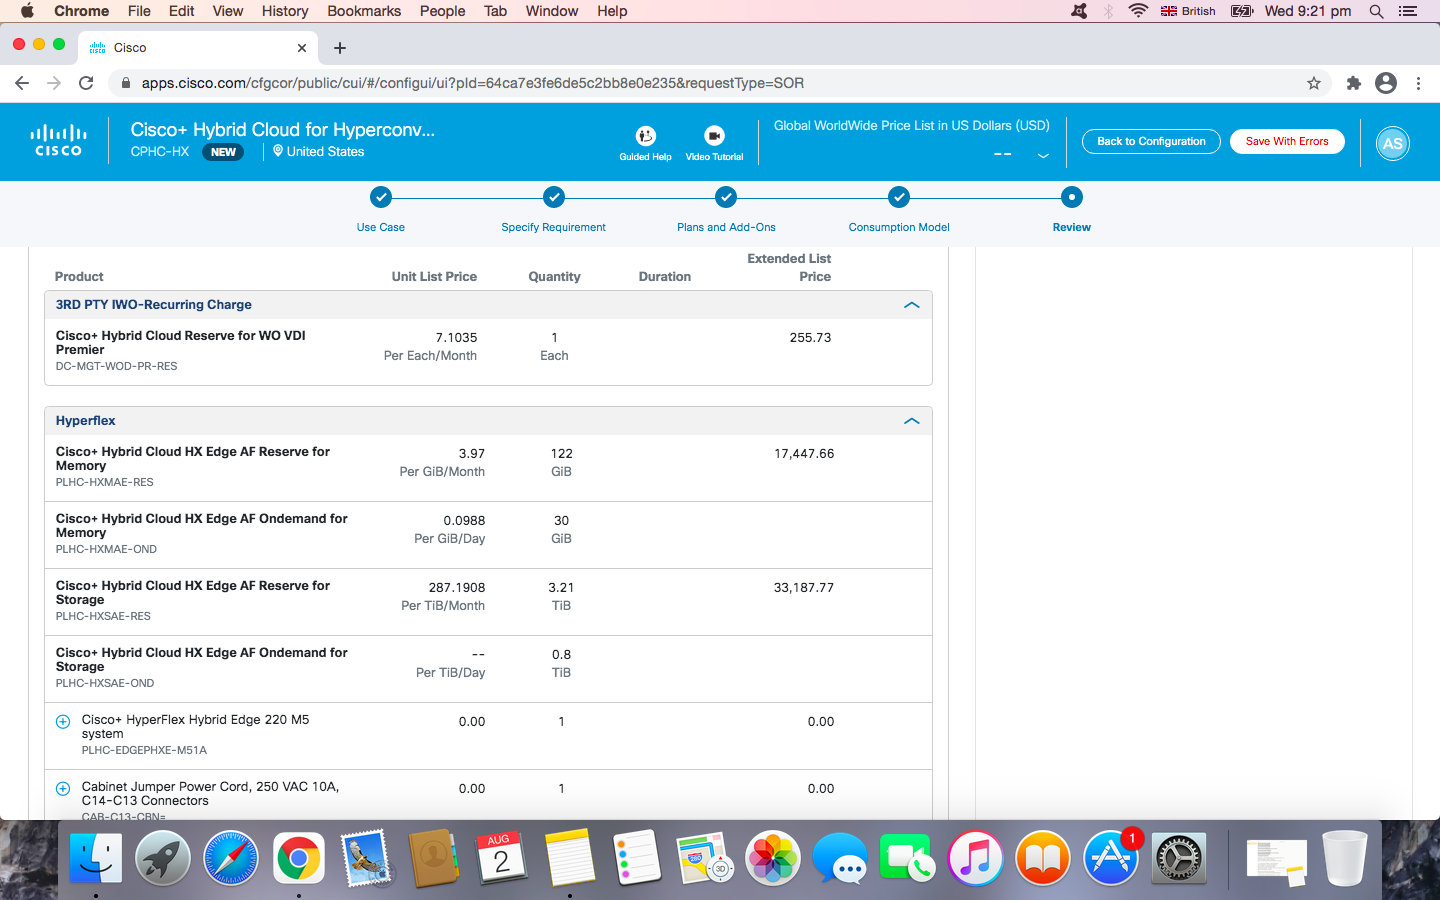 Chrome File Edit View History Bookmarks People Tab Window Help British Wed 9:21 pm
Cisco
apps.cisco.com/cfgcor/public/cui/#/configui/ui?pId=64ca7e3fe6de5c2bb8e0e235&requestType=SOR
CISCO
Cisco+ Hybrid Cloud for Hyperconv...
CPHC-HX NEW United States
Guided Help Video Tutorial
Global WorldWide Price List in US Dollars (USD)
--
Back to Configuration Save With Errors AS
Use Case Specify Requirement Plans and Add-Ons Consumption Model Review
Product Unit List Price Quantity Duration Extended List Price
3RD PTY IWO-Recurring Charge
Cisco+ Hybrid Cloud Reserve for WO VDI 7.1035 1 255.73
Premier Per Each/Month Each
DC-MGT-WOD-PR-RES
Hyperflex
Cisco+ Hybrid Cloud HX Edge AF Reserve for 3.97 122 17,447.66
Memory Per GiB/Month GiB
PLHC-HXMAE-RES
Cisco+ Hybrid Cloud HX Edge AF Ondemand for 0.0988 30
Memory Per GiB/Day GiB
PLHC-HXMAE-OND
Cisco+ Hybrid Cloud HX Edge AF Reserve for 287.1908 3.21 33,187.77
Storage Per TiB/Month TiB
PLHC-HXSAE-RES
Cisco+ Hybrid Cloud HX Edge AF Ondemand for -- 0.8
Storage Per TiB/Day TiB
PLHC-HXSAE-OND
Cisco+ HyperFlex Hybrid Edge 220 M5 0.00 1 0.00
system
PLHC-EDGEPHXE-M51A
Cabinet Jumper Power Cord, 250 VAC 10A, 0.00 1 0.00
C14-C13 Connectors
CAB-C13-CBN=
AUG
2
280
3D
1